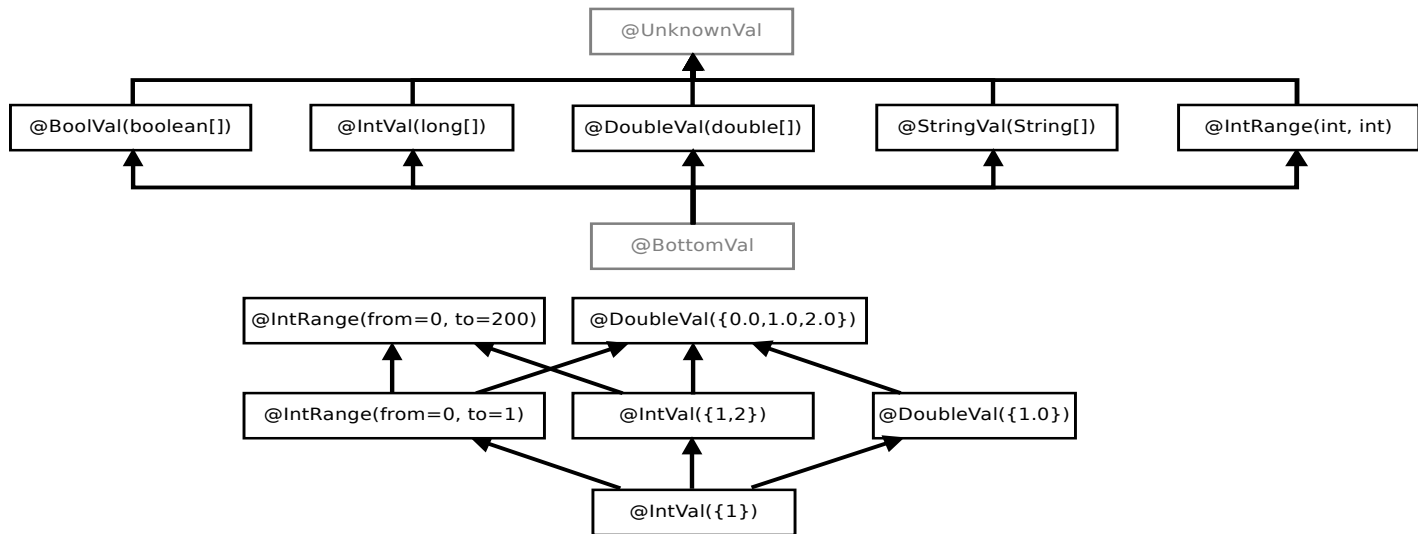 @UnknownVal
@BoolVal(boolean[])
@IntVal(long[])
@DoubleVal(double[])
@StringVal(String[])
@IntRange(int, int)
@BottomVal
@IntRange(from=0, to=200)
@DoubleVal({0.0,1.0,2.0})
@IntRange(from=0, to=1)
@IntVal({1,2})
@DoubleVal({1.0})
@IntVal({1})